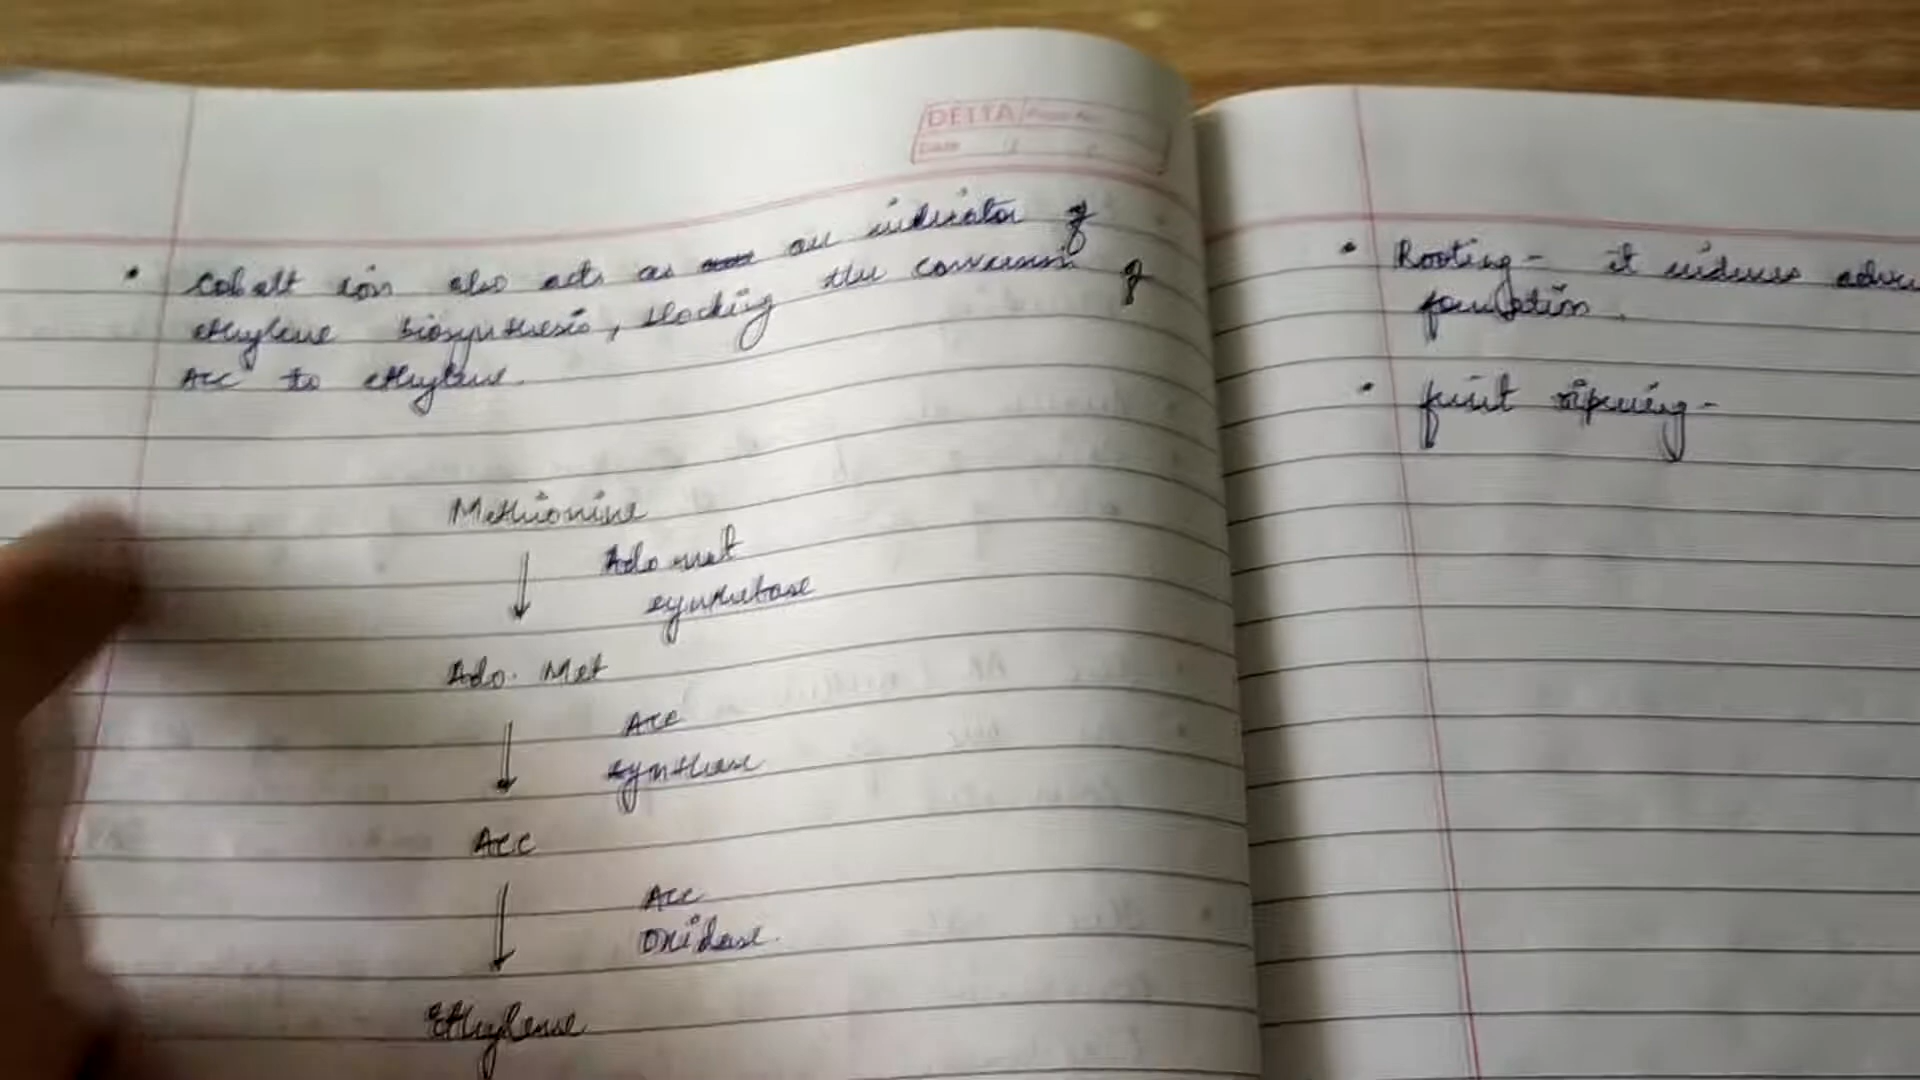 DELTA
Date
• Cobalt ion also acts as an indicator of
ethylene biosynthesis, blocking the conversion of
ACC to ethylene.
Methionine
↓ Ado met
synthetase
Ado. Met
↓ ACC
synthase
ACC
↓ ACC
Oxidase.
Ethylene
• Rooting - it induces
formation.
• fruit ripening -